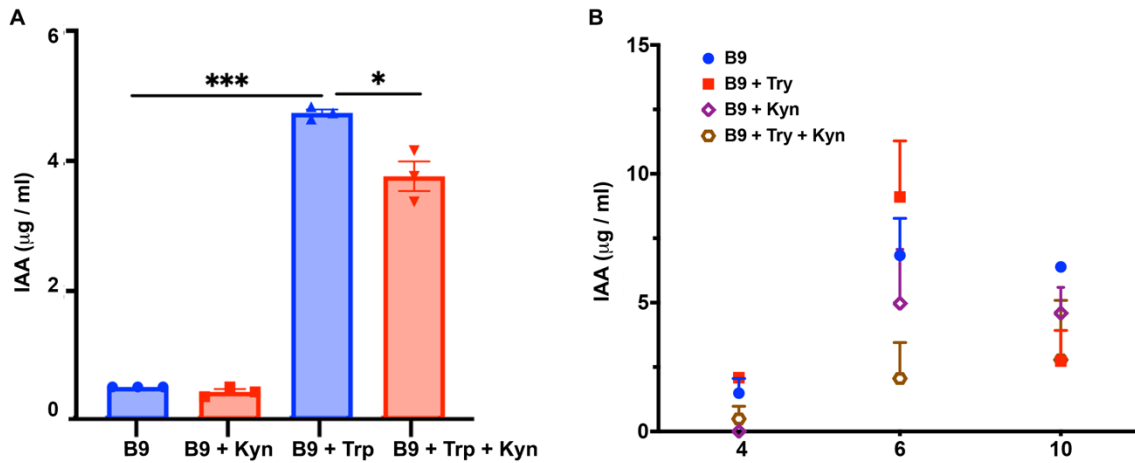 A
IAA (µg / ml)
6
4
2
0
***
*
B9
B9 + Kyn
B9 + Trp
B9 + Trp + Kyn
B
IAA (µg / ml)
15
10
5
0
B9
B9 + Try
B9 + Kyn
B9 + Try + Kyn
4
6
10